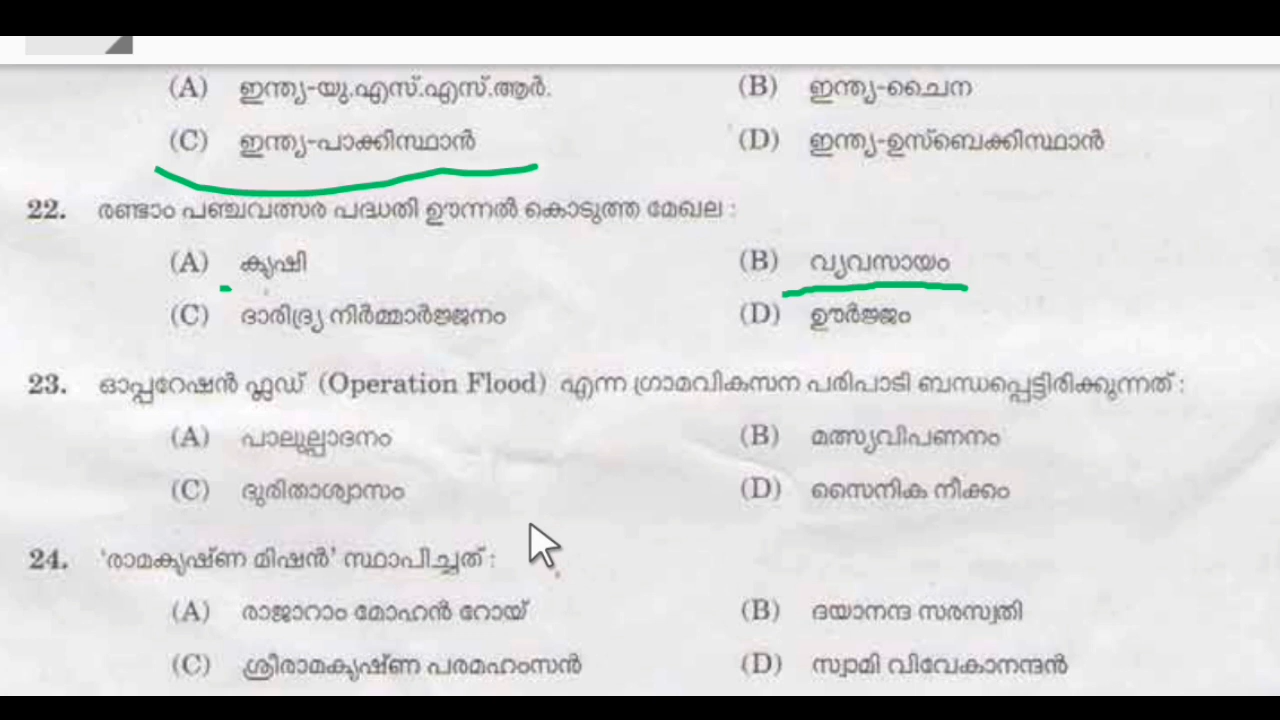 (A) ഇന്ത്യ-യു.എസ്.എസ്.ആർ. (B) ഇന്ത്യ-ചൈന
(C) ഇന്ത്യ-പാക്കിസ്ഥാൻ (D) ഇന്ത്യ-ഉസ്ബെക്കിസ്ഥാൻ
22. രണ്ടാം പഞ്ചവത്സര പദ്ധതി ഊന്നൽ കൊടുത്ത മേഖല :
(A) കൃഷി (B) വ്യവസായം
(C) ദാരിദ്ര്യ നിർമ്മാർജ്ജനം (D) ഊർജ്ജം
23. ഓപ്പറേഷൻ ഫ്ലഡ് (Operation Flood) എന്ന ഗ്രാമവികസന പരിപാടി ബന്ധപ്പെട്ടിരിക്കുന്നത് :
(A) പാലുല്പാദനം (B) മത്സ്യവിപണനം
(C) ദുരിതാശ്വാസം (D) സൈനിക നീക്കം
24. 'രാമകൃഷ്ണ മിഷൻ' സ്ഥാപിച്ചത് :
(A) രാജാറാം മോഹൻ റോയ് (B) ദയാനന്ദ സരസ്വതി
(C) ശ്രീരാമകൃഷ്ണ പരമഹംസൻ (D) സ്വാമി വിവേകാനന്ദൻ